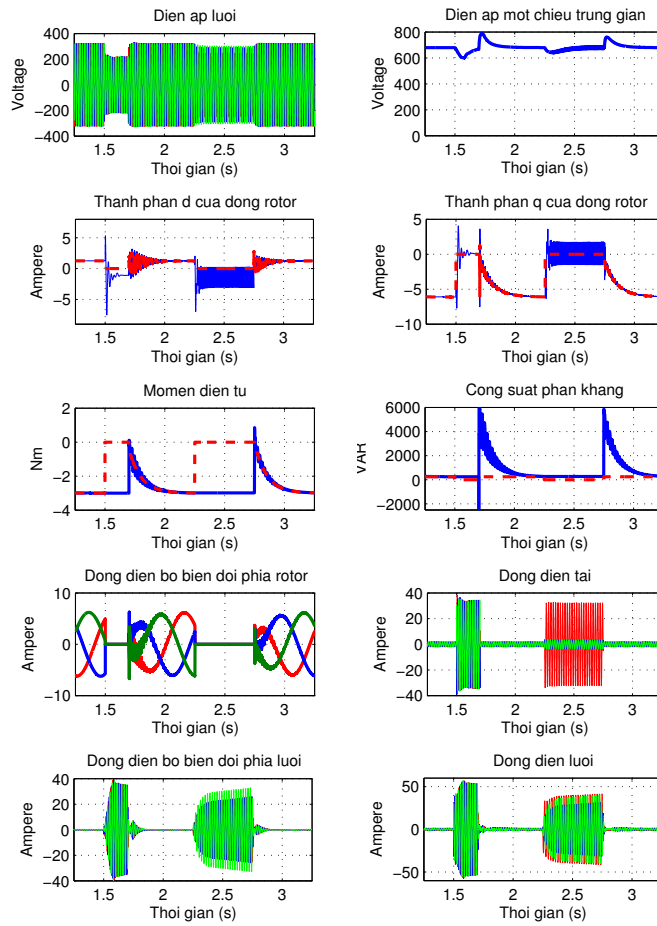 Dien ap luoi
400
200
0
−200
−400
Voltage
1.5 2 2.5 3
Thoi gian (s)
Dien ap mot chieu trung gian
800
600
400
200
0
Voltage
1.5 2 2.5 3
Thoi gian (s)
Thanh phan d cua dong rotor
5
0
−5
Ampere
1.5 2 2.5 3
Thoi gian (s)
Thanh phan q cua dong rotor
5
0
−5
−10
Ampere
1.5 2 2.5 3
Thoi gian (s)
Momen dien tu
2
0
−2
−4
Nm
1.5 2 2.5 3
Thoi gian (s)
Cong suat phan khang
6000
4000
2000
0
−2000
VAR
1.5 2 2.5 3
Thoi gian (s)
Dong dien bo bien doi phia rotor
10
0
−10
Ampere
1.5 2 2.5 3
Thoi gian (s)
Dong dien tai
40
20
0
−20
−40
Ampere
1.5 2 2.5 3
Thoi gian (s)
Dong dien bo bien doi phia luoi
40
20
0
−20
−40
Ampere
1.5 2 2.5 3
Thoi gian (s)
Dong dien luoi
50
0
−50
Ampere
1.5 2 2.5 3
Thoi gian (s)